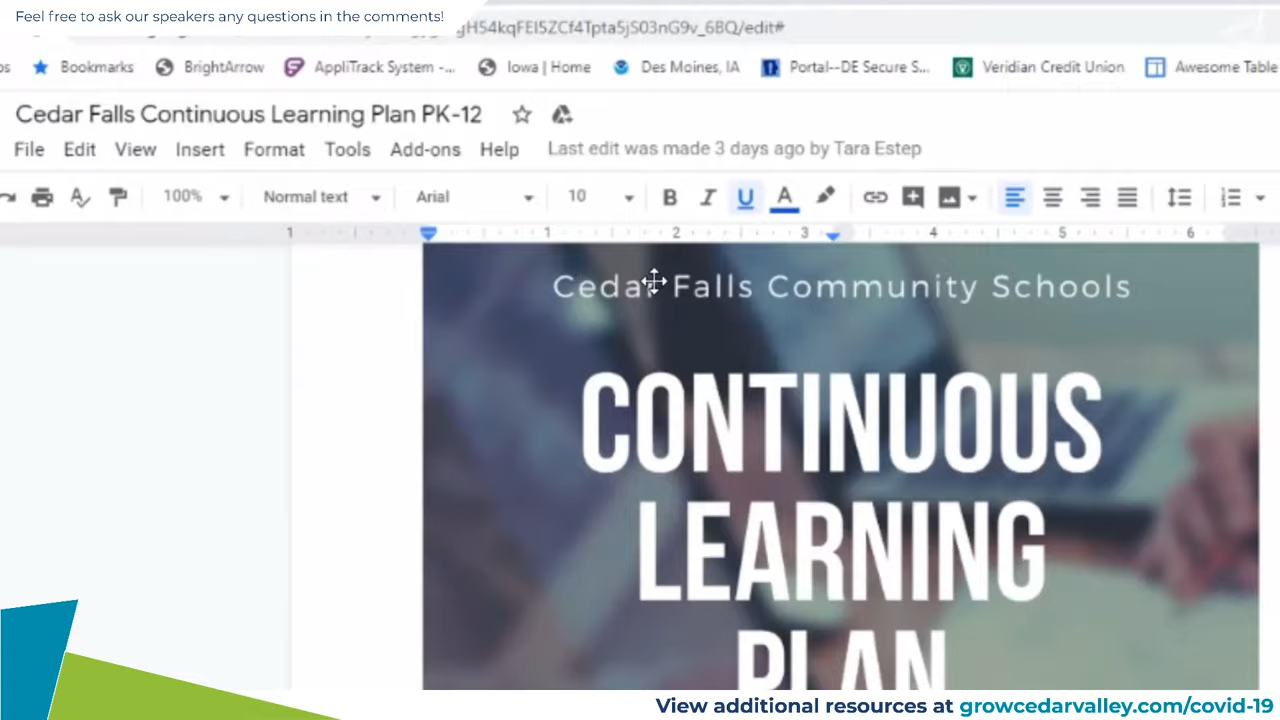 Feel free to ask our speakers any questions in the comments!
gH54kqFEI5ZCf4Tpta5jS03nG9v_6BQ/edit#
ps Bookmarks BrightArrow AppliTrack System -... Iowa | Home Des Moines, IA Portal--DE Secure S... Veridian Credit Union Awesome Table
Cedar Falls Continuous Learning Plan PK-12
File Edit View Insert Format Tools Add-ons Help Last edit was made 3 days ago by Tara Estep
100% Normal text Arial 10 B I U A
1 1 2 3 4 5 6
Cedar Falls Community Schools
CONTINUOUS
LEARNING
PLAN
View additional resources at growcedarvalley.com/covid-19